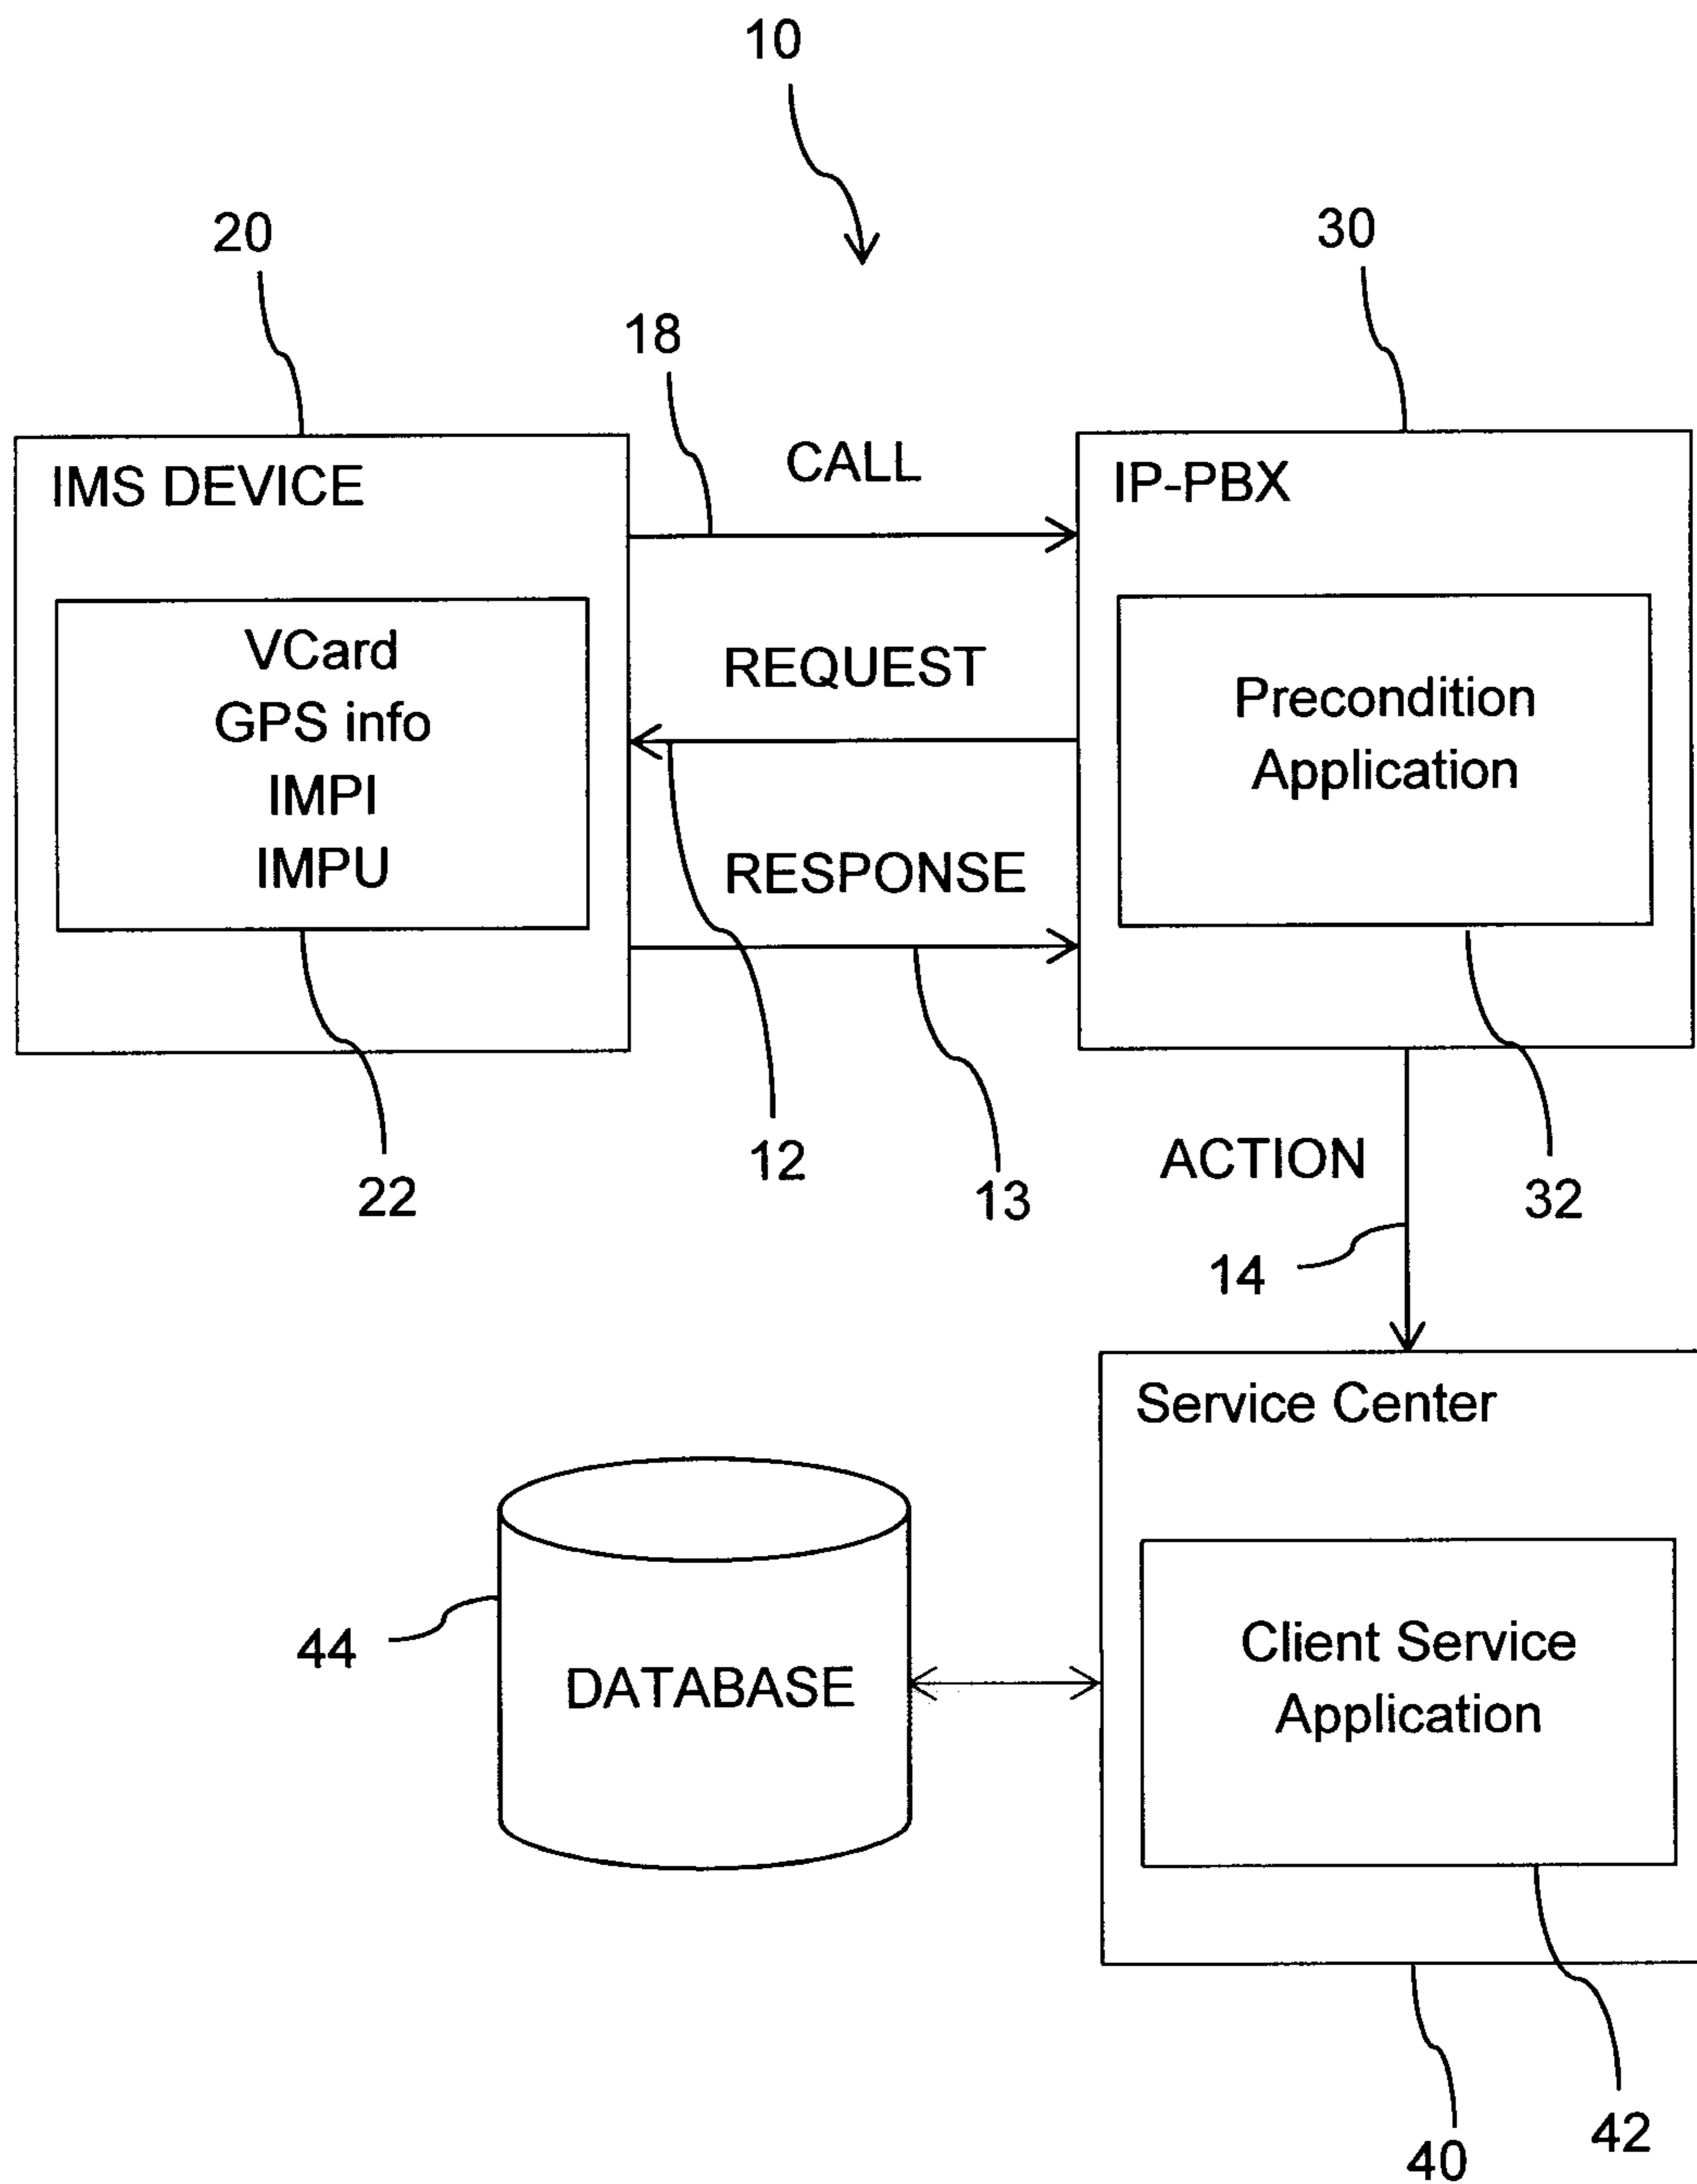 10
20
30
18
IMS DEVICE
CALL
IP-PBX
VCard
GPS info
IMPI
IMPU
REQUEST
Precondition
Application
RESPONSE
22
12
13
ACTION
32
14
Service Center
44
DATABASE
Client Service
Application
40
42